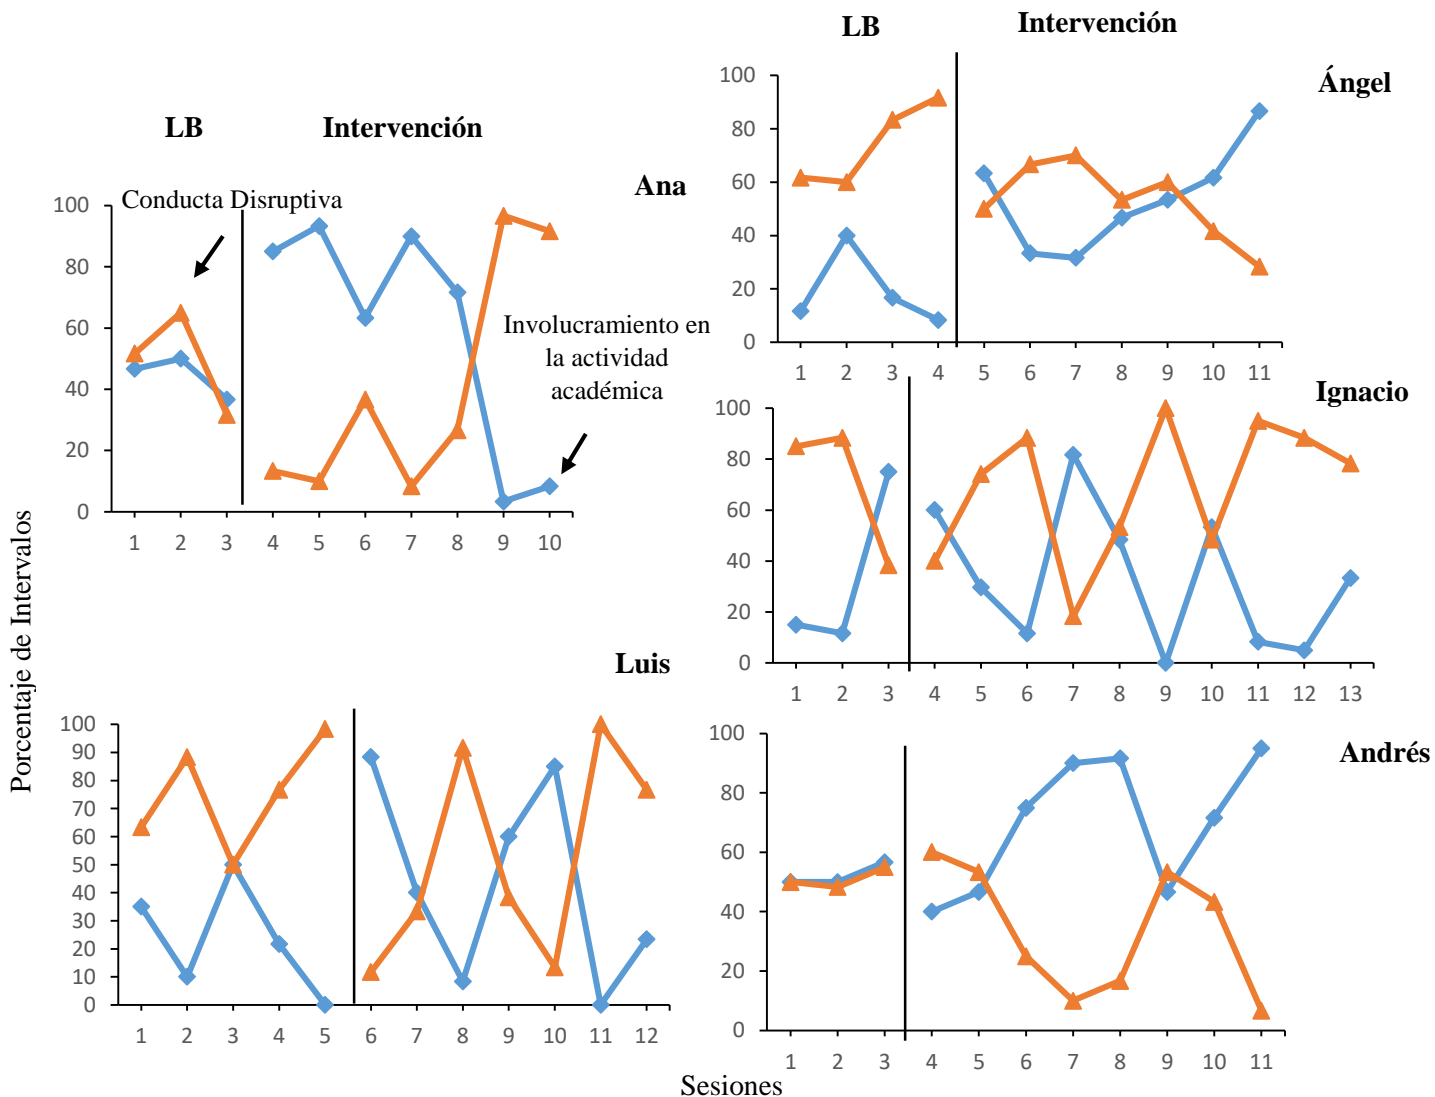 LB
Intervención
Ana
Conducta Disruptiva
Involucramiento en
la actividad
académica
100
80
60
40
20
0
1 2 3 4 5 6 7 8 9 10
Porcentaje de Intervalos
Luis
100
90
80
70
60
50
40
30
20
10
0
1 2 3 4 5 6 7 8 9 10 11 12
LB
Intervención
Ángel
100
80
60
40
20
0
1 2 3 4 5 6 7 8 9 10 11
Ignacio
100
80
60
40
20
0
1 2 3 4 5 6 7 8 9 10 11 12 13
Andrés
100
80
60
40
20
0
1 2 3 4 5 6 7 8 9 10 11
Sesiones